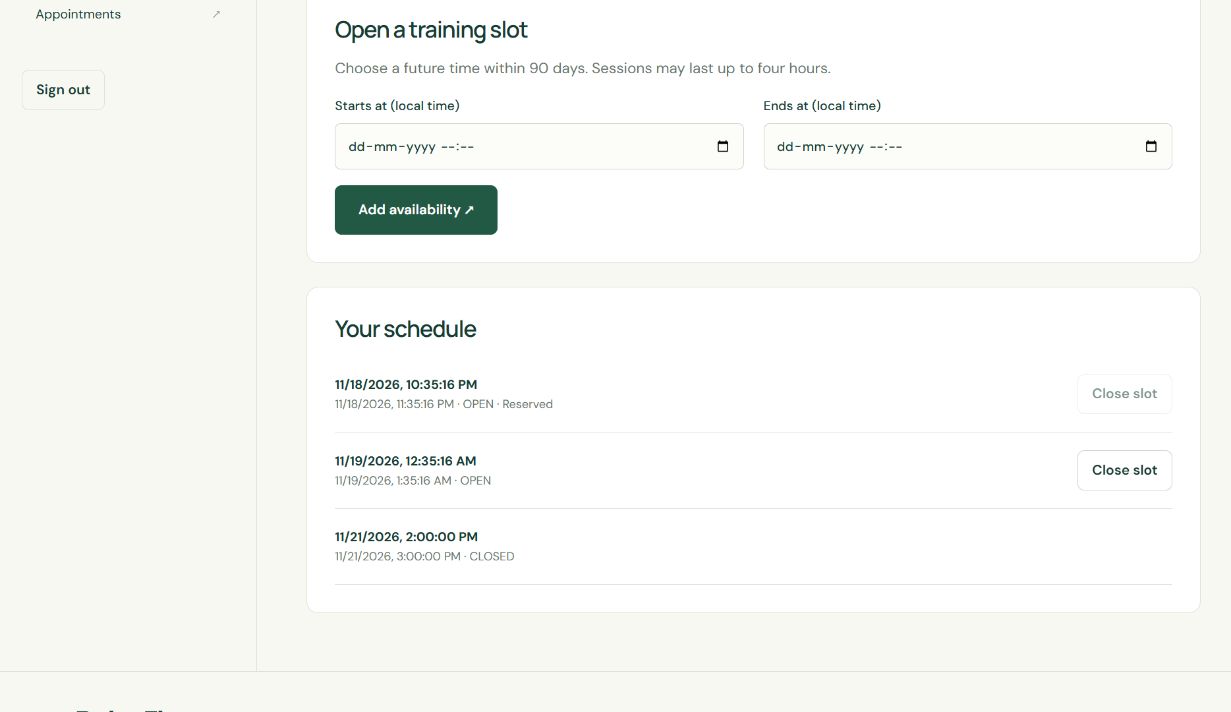 Appointments ↗
Sign out
Open a training slot
Choose a future time within 90 days. Sessions may last up to four hours.
Starts at (local time)
Ends at (local time)
dd-mm-yyyy --:--
dd-mm-yyyy --:--
Add availability ↗
Your schedule
11/18/2026, 10:35:16 PM
11/18/2026, 11:35:16 PM · OPEN · Reserved
Close slot
11/19/2026, 12:35:16 AM
11/19/2026, 1:35:16 AM · OPEN
Close slot
11/21/2026, 2:00:00 PM
11/21/2026, 3:00:00 PM · CLOSED